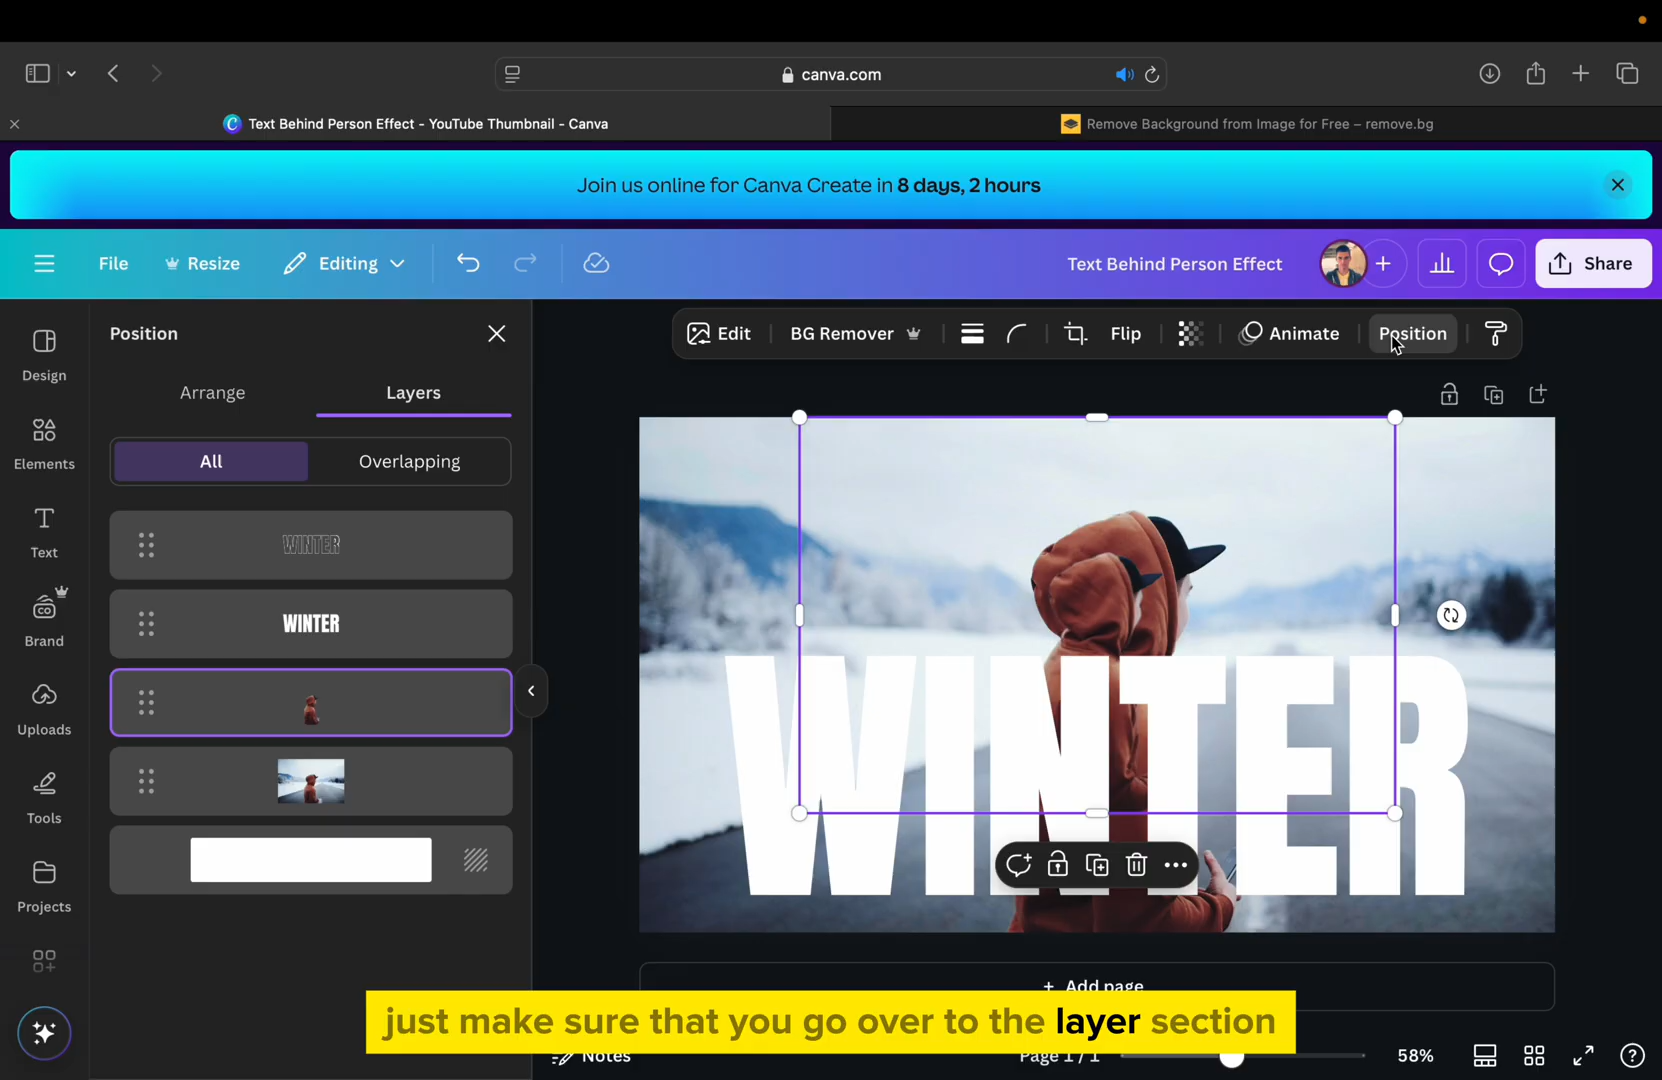 canva.com
Text Behind Person Effect - YouTube Thumbnail - Canva
Remove Background from Image for Free – remove.bg
Join us online for Canva Create in 8 days, 2 hours
File
Resize
Editing
Text Behind Person Effect
Share
Position
Edit
BG Remover
Flip
Animate
Position
Design
Arrange
Layers
Elements
All
Overlapping
Text
WINTER
WINTER
Brand
Uploads
Tools
Projects
WINTER
+ Add page
just make sure that you go over to the layer section
Notes
Page 1 / 1
58%